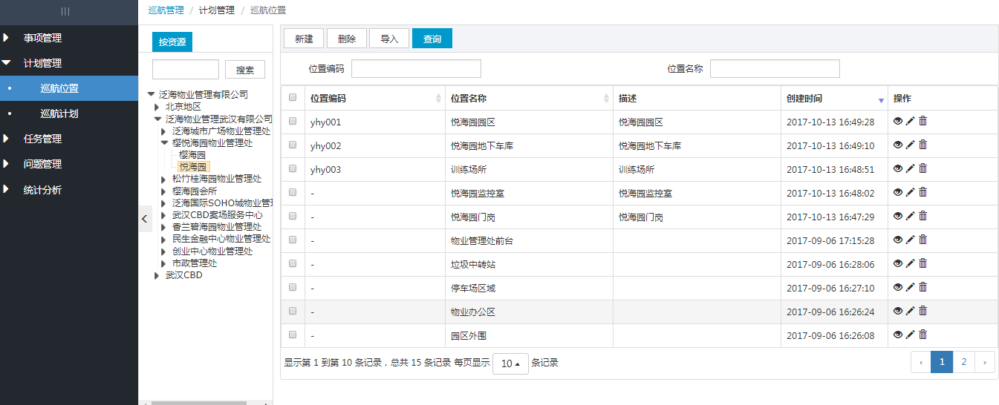 巡航管理 / 计划管理 / 巡航位置
事项管理
计划管理
巡航位置
巡航计划
任务管理
问题管理
统计分析
按资源
搜索
泛海物业管理有限公司
北京地区
泛海物业管理武汉有限公司
泛海城市广场物业管理处
樱悦海园物业管理处
樱海园
悦海园
松竹桂海园物业管理处
樱海园会所
泛海国际SOHO城物业管
武汉CBD案场服务中心
香兰碧海园物业管理处
民生金融中心物业管理处
创业中心物业管理处
市政管理处
武汉CBD
新建 删除 导入 查询
位置编码 位置名称
位置编码 位置名称 描述 创建时间 操作
yhy001 悦海园园区 悦海园园区 2017-10-13 16:49:28
yhy002 悦海园地下车库 悦海园地下车库 2017-10-13 16:49:10
yhy003 训练场所 训练场所 2017-10-13 16:48:51
- 悦海园监控室 悦海园监控室 2017-10-13 16:48:02
- 悦海园门岗 悦海园门岗 2017-10-13 16:47:29
- 物业管理处前台 2017-09-06 17:15:28
- 垃圾中转站 2017-09-06 16:28:06
- 停车场区域 2017-09-06 16:27:10
- 物业办公区 2017-09-06 16:26:24
- 园区外围 2017-09-06 16:26:08
显示第 1 到第 10 条记录，总共 15 条记录 每页显示 10 条记录
‹ 1 2 ›